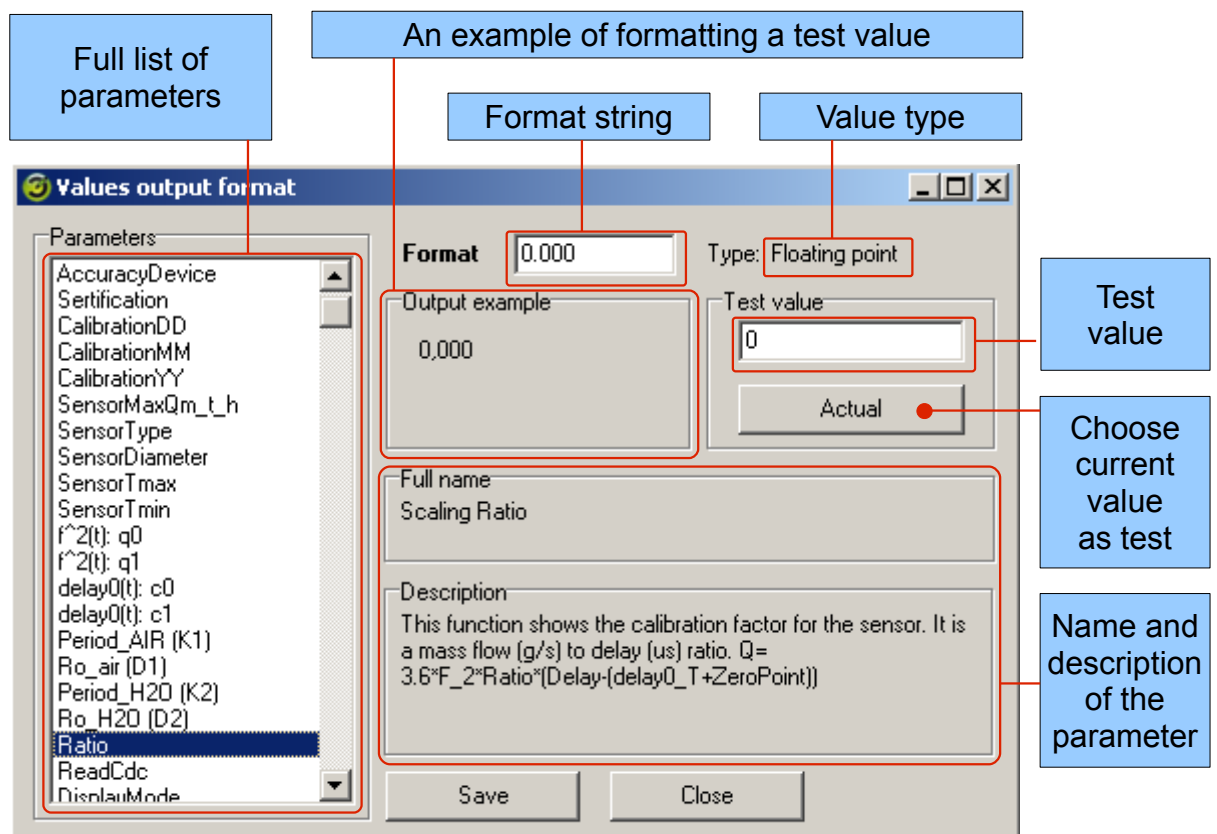 Full list of
parameters
An example of formatting a test value
Format string
Value type
Values output format
Parameters
AccuracyDevice
Sertification
CalibrationDD
CalibrationMM
CalibrationYY
SensorMaxQm_t_h
SensorType
SensorDiameter
SensorTmax
SensorTmin
f^2(t): q0
f^2(t): q1
delay0(t): c0
delay0(t): c1
Period_AIR (K1)
Ro_air (D1)
Period_H2O (K2)
Ro_H2O (D2)
Ratio
ReadCdc
DisplayMode
Format
0.000
Type: Floating point
Output example
0,000
Test value
0
Actual
Full name
Scaling Ratio
Description
This function shows the calibration factor for the sensor. It is
a mass flow (g/s) to delay (us) ratio. Q=
3.6*F_2*Ratio*(Delay-(delay0_T+ZeroPoint))
Save
Close
Test
value
Choose
current
value
as test
Name and
description
of the
parameter